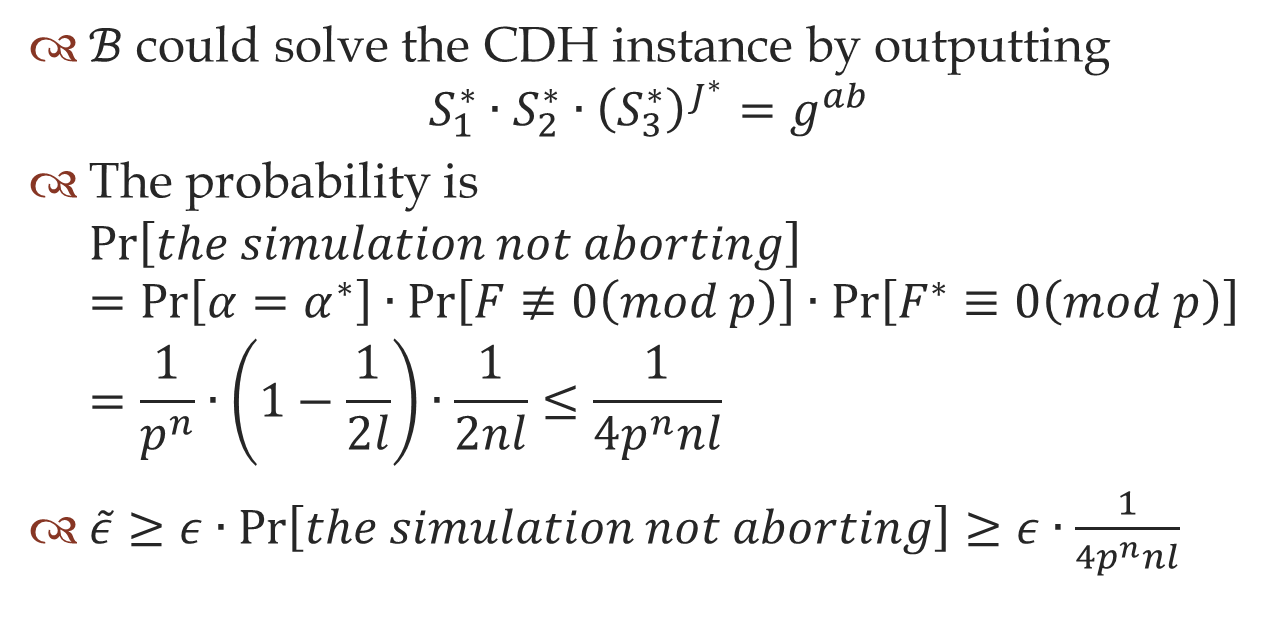 ℬ could solve the CDH instance by outputting
S₁* · S₂* · (S₃*)^{J*} = g^{ab}
The probability is
Pr[the simulation not aborting]
= Pr[α = α*] · Pr[F ≢ 0(mod p)] · Pr[F* ≡ 0(mod p)]
= 1/pⁿ · (1 − 1/2l) · 1/2nl ≤ 1/4pⁿnl
ϵ̃ ≥ ϵ · Pr[the simulation not aborting] ≥ ϵ · 1/4pⁿnl